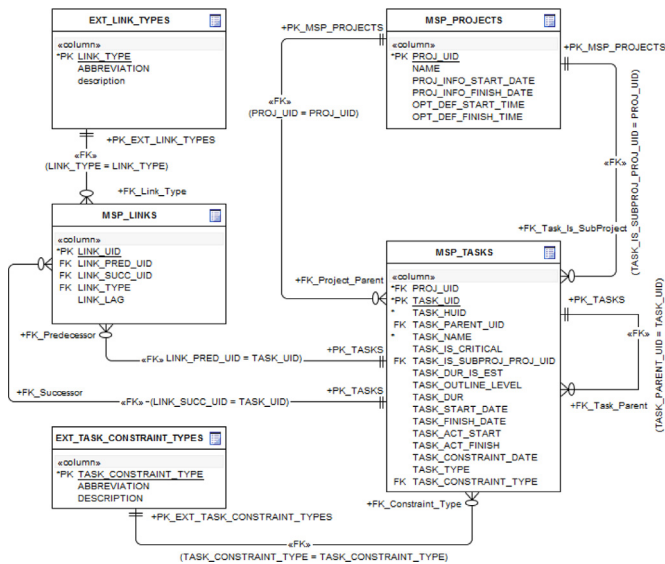 EXT_LINK_TYPES
«column»
*PK LINK_TYPE
ABBREVIATION
description
+PK_EXT_LINK_TYPES
«FK»
(LINK_TYPE = LINK_TYPE)
+FK_Link_Type
MSP_LINKS
«column»
*PK LINK_UID
FK LINK_PRED_UID
FK LINK_SUCC_UID
FK LINK_TYPE
LINK_LAG
+FK_Predecessor
«FK» LINK_PRED_UID = TASK_UID)
+PK_TASKS
+FK_Successor
«FK» (LINK_SUCC_UID = TASK_UID)
+PK_TASKS
EXT_TASK_CONSTRAINT_TYPES
«column»
*PK TASK_CONSTRAINT_TYPE
ABBREVIATION
DESCRIPTION
+PK_EXT_TASK_CONSTRAINT_TYPES
«FK»
(TASK_CONSTRAINT_TYPE = TASK_CONSTRAINT_TYPE)
+FK_Constraint_Type
+PK_MSP_PROJECTS
«FK»
(PROJ_UID = PROJ_UID)
+FK_Project_Parent
MSP_PROJECTS
«column»
*PK PROJ_UID
NAME
PROJ_INFO_START_DATE
PROJ_INFO_FINISH_DATE
OPT_DEF_START_TIME
OPT_DEF_FINISH_TIME
+PK_MSP_PROJECTS
«FK»
(TASK_IS_SUBPROJ_PROJ_UID = PROJ_UID)
+FK_Task_Is_SubProject
MSP_TASKS
«column»
*PK PROJ_UID
*PK TASK_UID
* TASK_HUID
FK TASK_PARENT_UID
* TASK_NAME
TASK_IS_CRITICAL
FK TASK_IS_SUBPROJ_PROJ_UID
TASK_DUR_IS_EST
TASK_OUTLINE_LEVEL
TASK_DUR
TASK_START_DATE
TASK_FINISH_DATE
TASK_ACT_START
TASK_ACT_FINISH
TASK_CONSTRAINT_DATE
TASK_TYPE
FK TASK_CONSTRAINT_TYPE
+PK_TASKS
«FK»
(TASK_PARENT_UID = TASK_UID)
+FK_Task_Parent